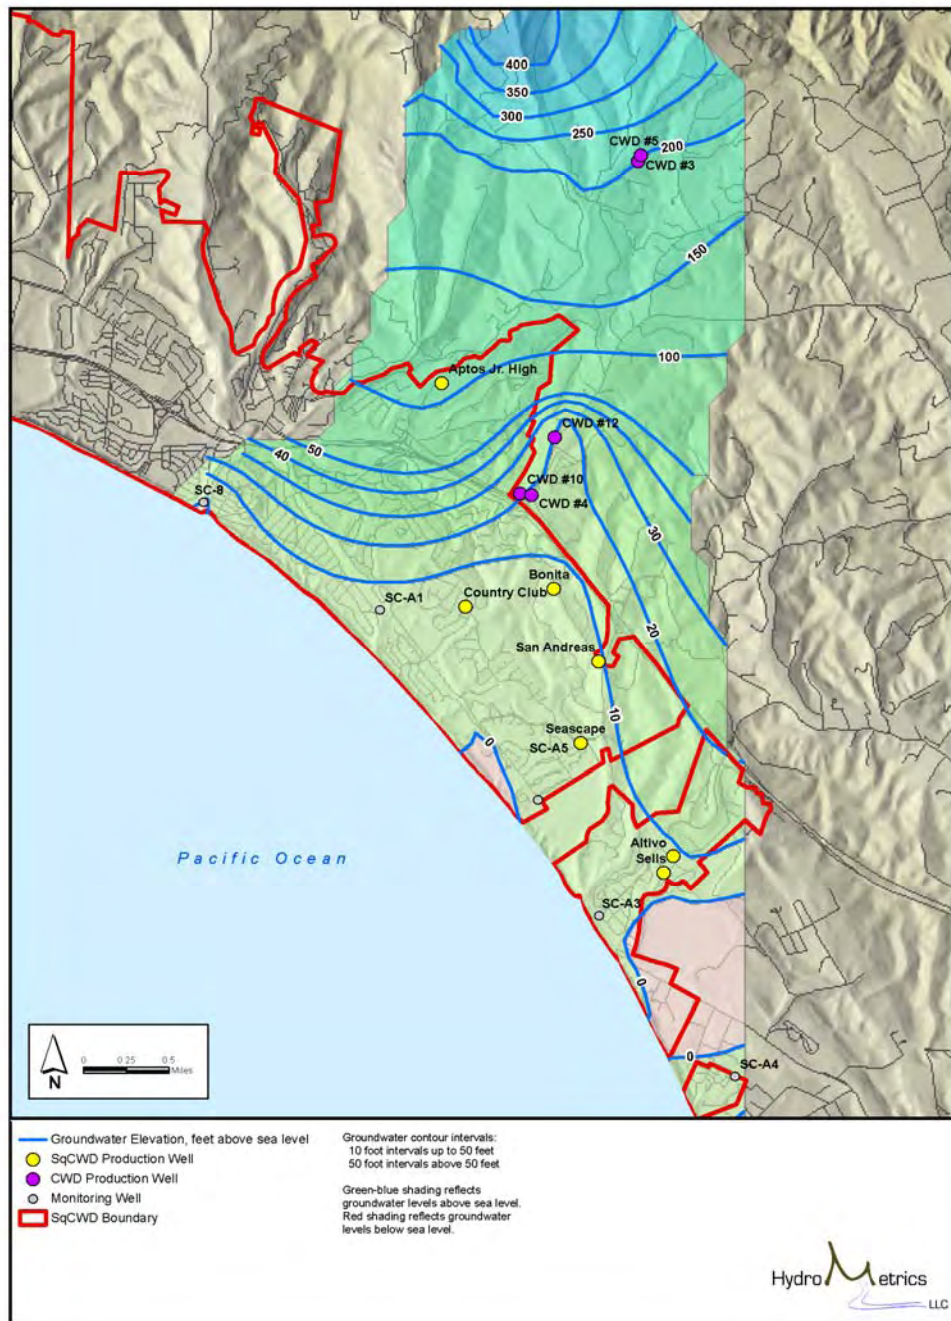 400
350
300
250
CWD #5
200
CWD #3
150
100
Aptos Jr. High
50
40
CWD #12
SC-8
CWD #10
CWD #4
30
Bonita
Country Club
SC-A1
20
San Andreas
10
Seascape
0
SC-A5
Pacific Ocean
Altivo
Sells
SC-A3
0
0
SC-A4
N
0 0.25 0.5
Miles
Groundwater Elevation, feet above sea level
SqCWD Production Well
CWD Production Well
Monitoring Well
SqCWD Boundary
Groundwater contour intervals:
10 foot intervals up to 50 feet
50 foot intervals above 50 feet
Green-blue shading reflects
groundwater levels above sea level.
Red shading reflects groundwater
levels below sea level.
HydroMetrics
LLC